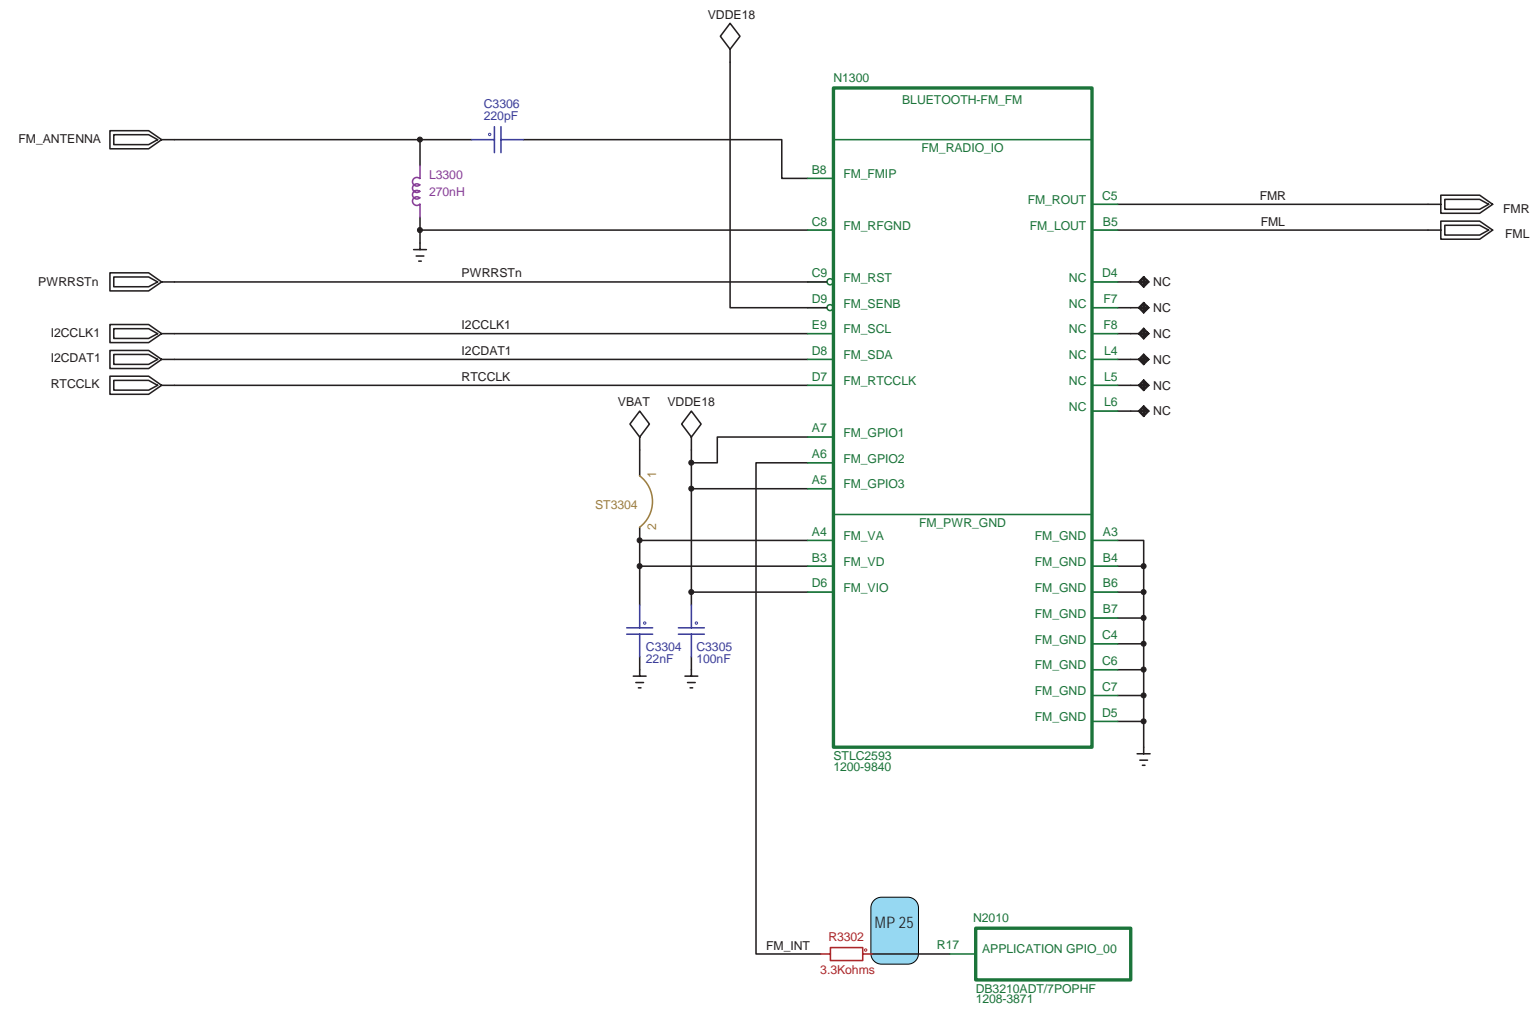 VDDE18
N1300
BLUETOOTH-FM_FM
C3306
220pF
FM_ANTENNA
FM_RADIO_IO
L3300
270nH
B8 FM_FMIP
FM_ROUT C5 FMR FMR
C8 FM_RFGND
FM_LOUT B5 FML FML
PWRRSTn PWRRSTn C9 FM_RST NC D4 NC
D9 FM_SENB NC F7 NC
I2CCLK1 I2CCLK1 E9 FM_SCL NC F8 NC
I2CDAT1 I2CDAT1 D8 FM_SDA NC L4 NC
RTCCLK RTCCLK D7 FM_RTCCLK NC L5 NC
VBAT VDDE18 NC L6 NC
A7 FM_GPIO1
A6 FM_GPIO2
1 A5 FM_GPIO3
ST3304
2
FM_PWR_GND
A4 FM_VA FM_GND A3
B3 FM_VD FM_GND B4
D6 FM_VIO FM_GND B6
FM_GND B7
FM_GND C4
C3304 C3305
22nF 100nF
FM_GND C6
FM_GND C7
FM_GND D5
STLC2593
1200-9840
MP 25
N2010
FM_INT R3302 R17 APPLICATION GPIO_00
3.3Kohms
DB3210ADT/7POPHF
1208-3871